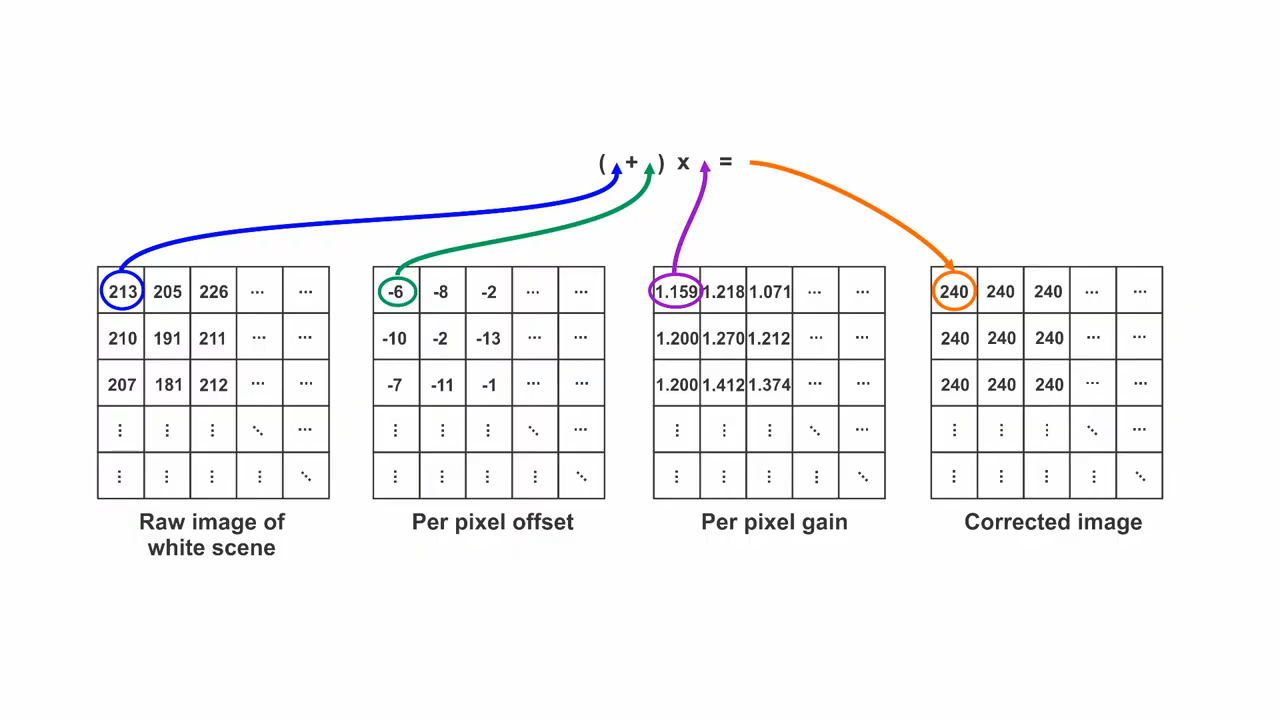 ( + ) x =
213 205 226 ... ...
210 191 211 ... ...
207 181 212 ... ...
⋮ ⋮ ⋮ ⋱ ...
⋮ ⋮ ⋮ ⋮ ⋱
Raw image of
white scene
-6 -8 -2 ... ...
-10 -2 -13 ... ...
-7 -11 -1 ... ...
⋮ ⋮ ⋮ ⋱ ...
⋮ ⋮ ⋮ ⋮ ⋱
Per pixel offset
1.159 1.218 1.071 ... ...
1.200 1.270 1.212 ... ...
1.200 1.412 1.374 ... ...
⋮ ⋮ ⋮ ⋱ ...
⋮ ⋮ ⋮ ⋮ ⋱
Per pixel gain
240 240 240 ... ...
240 240 240 ... ...
240 240 240 ... ...
⋮ ⋮ ⋮ ⋱ ...
⋮ ⋮ ⋮ ⋮ ⋱
Corrected image